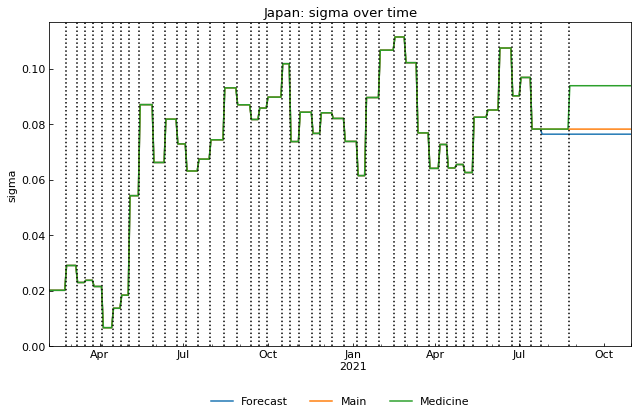 Japan: sigma over time
sigma
0.10
0.08
0.06
0.04
0.02
0.00
Apr Jul Oct Jan Apr Jul Oct
2021
Forecast Main Medicine